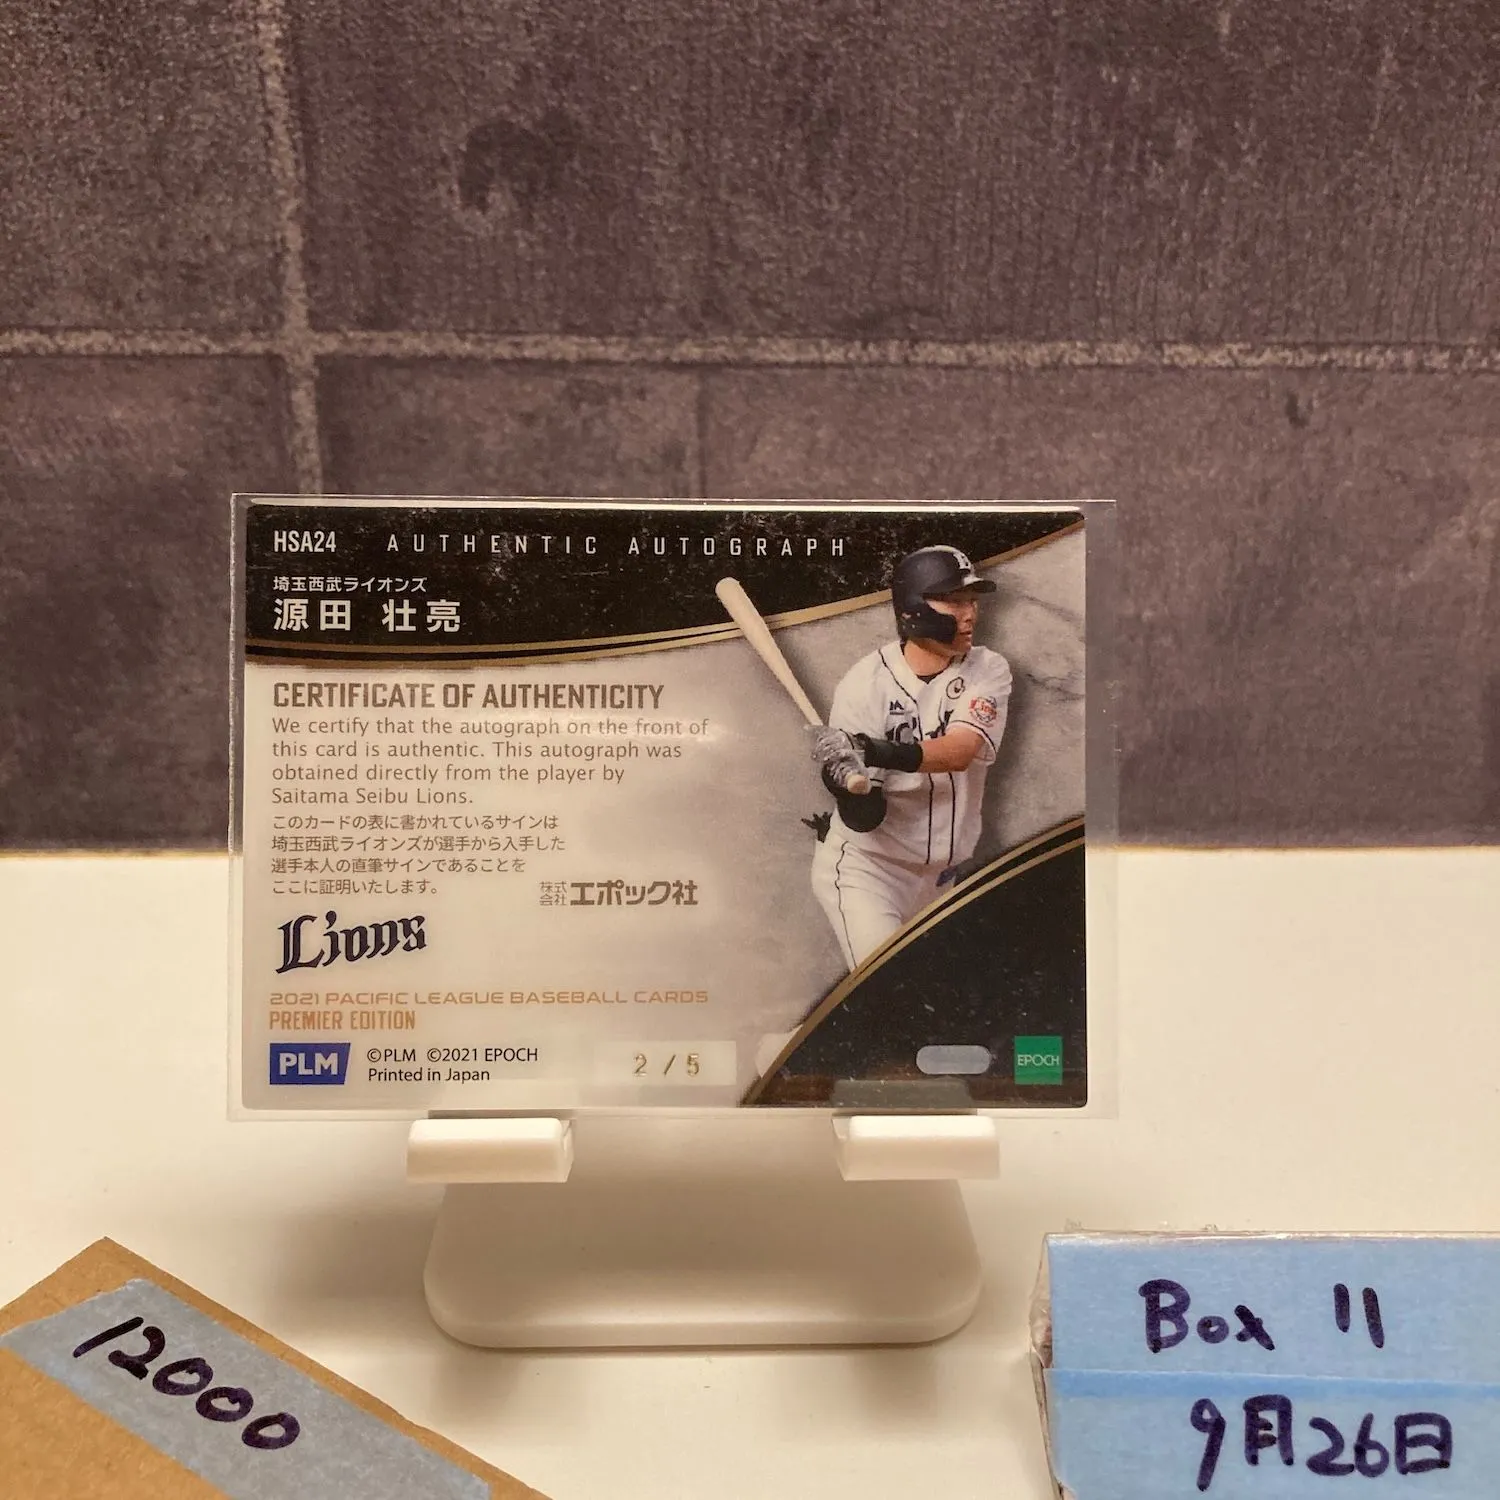 HSA24 AUTHENTIC AUTOGRAPH
埼玉西武ライオンズ
源田 壮亮
CERTIFICATE OF AUTHENTICITY
We certify that the autograph on the front of
this card is authentic. This autograph was
obtained directly from the player by
Saitama Seibu Lions.
このカードの表に書かれているサインは
埼玉西武ライオンズが選手から入手した
選手本人の直筆サインであることを
ここに証明いたします。
株式会社 エポック社
Lions
2021 PACIFIC LEAGUE BASEBALL CARDS
PREMIER EDITION
PLM ©PLM ©2021 EPOCH
Printed in Japan
2 / 5
EPOCH
Lions
12000
Box 11
9月26日